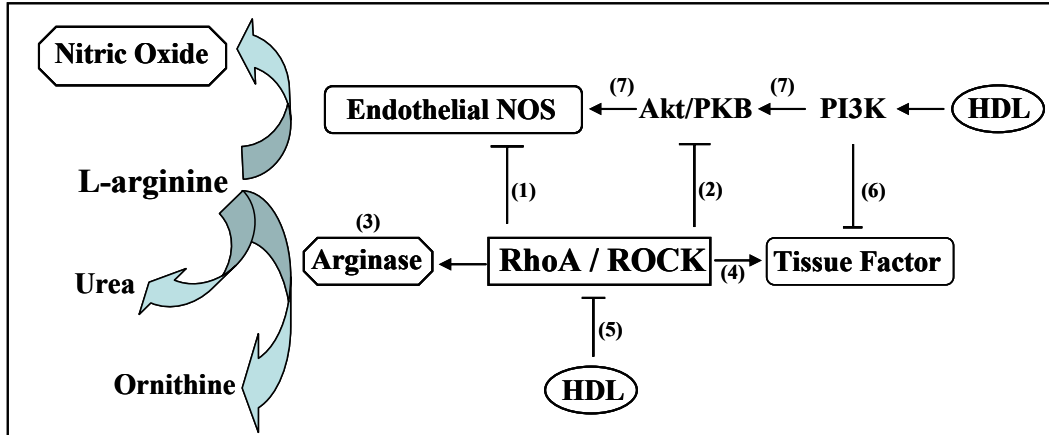 Nitric Oxide
Endothelial NOS
(7)
Akt/PKB
(7)
PI3K
HDL
L-arginine
(1)
(2)
(6)
(3)
Arginase
RhoA / ROCK
(4)
Tissue Factor
Urea
(5)
Ornithine
HDL